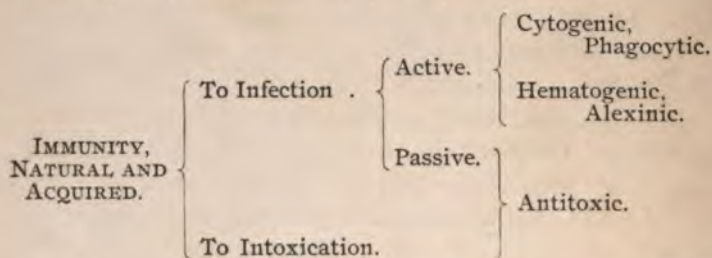 Cytogenic,
Phagocytic.
Active.
To Infection .
Hematogenic,
Alexinic.
IMMUNITY,
NATURAL AND
ACQUIRED.
Passive.
Antitoxic.
To Intoxication.